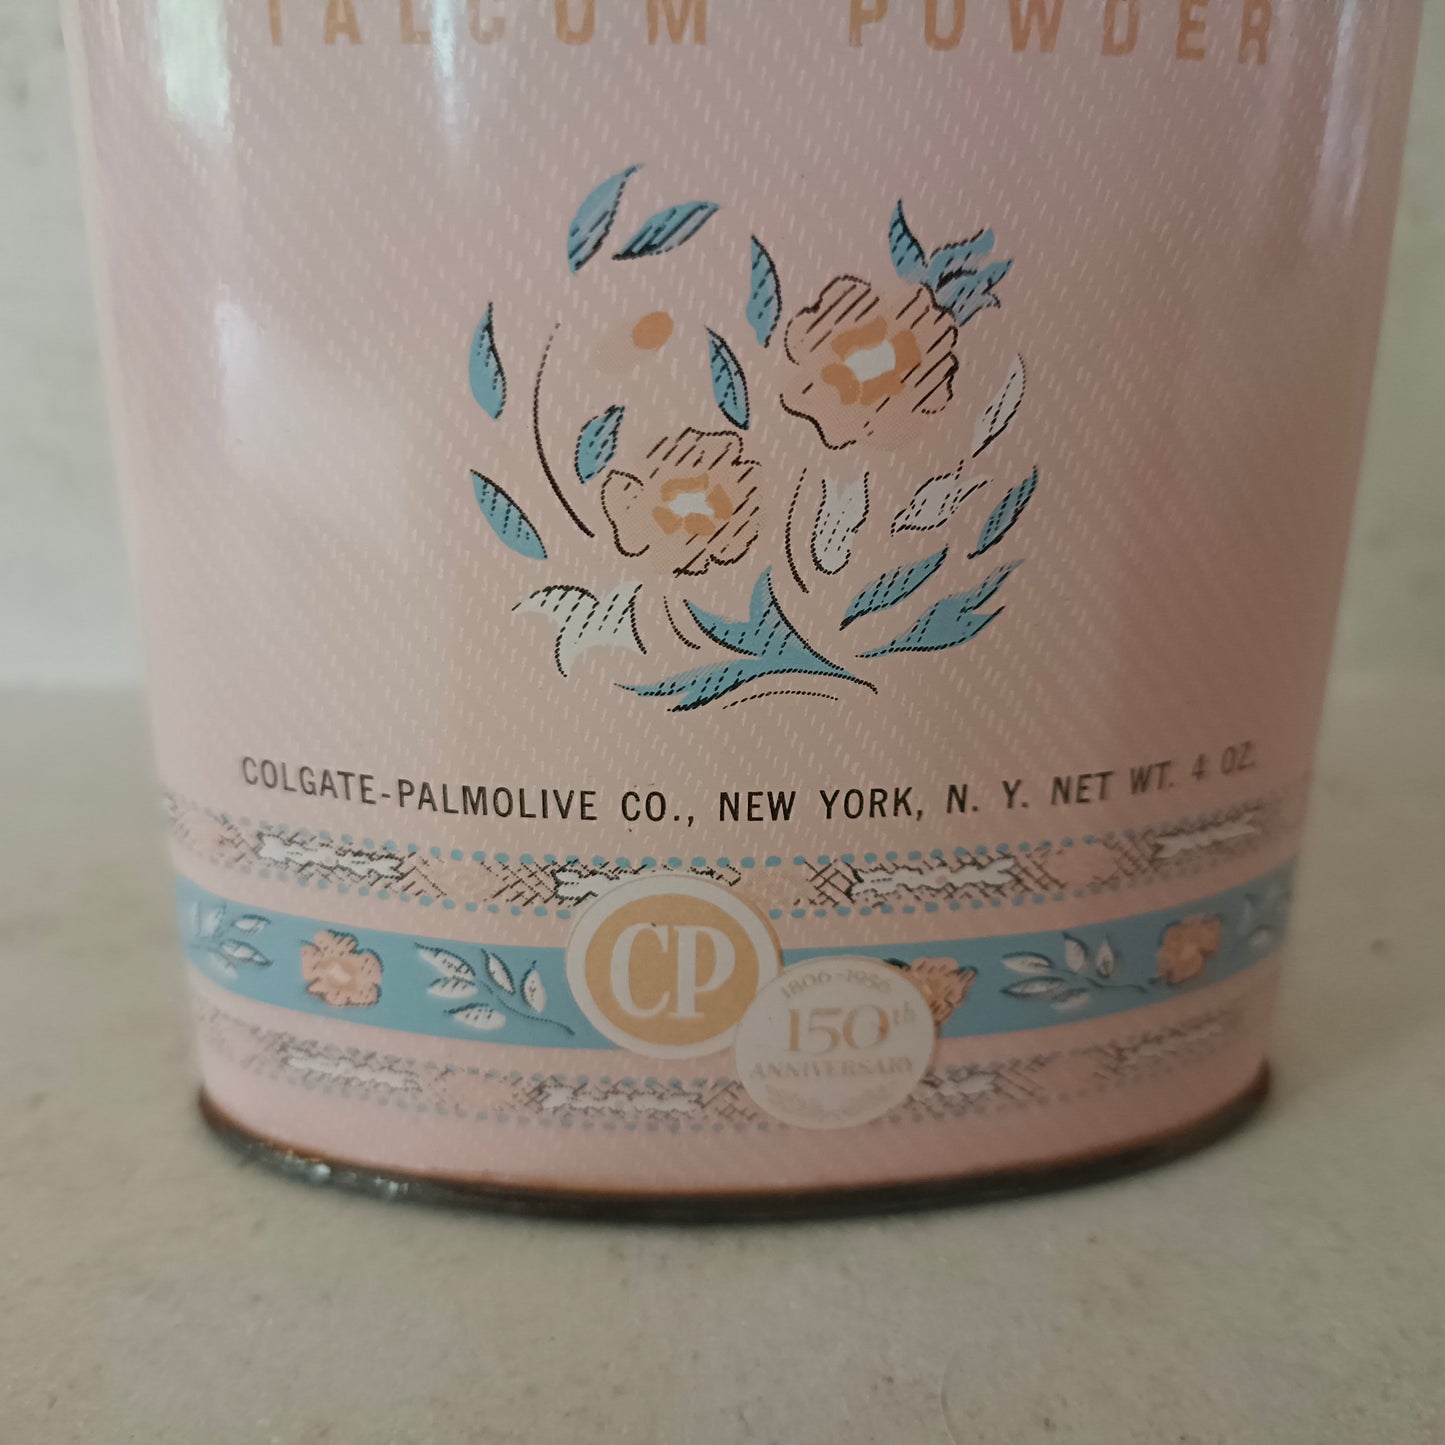 TALCUM POWDER
COLGATE-PALMOLIVE CO., NEW YORK, N. Y. NET WT. 4 OZ.
CP
1806-1956
150th
ANNIVERSARY